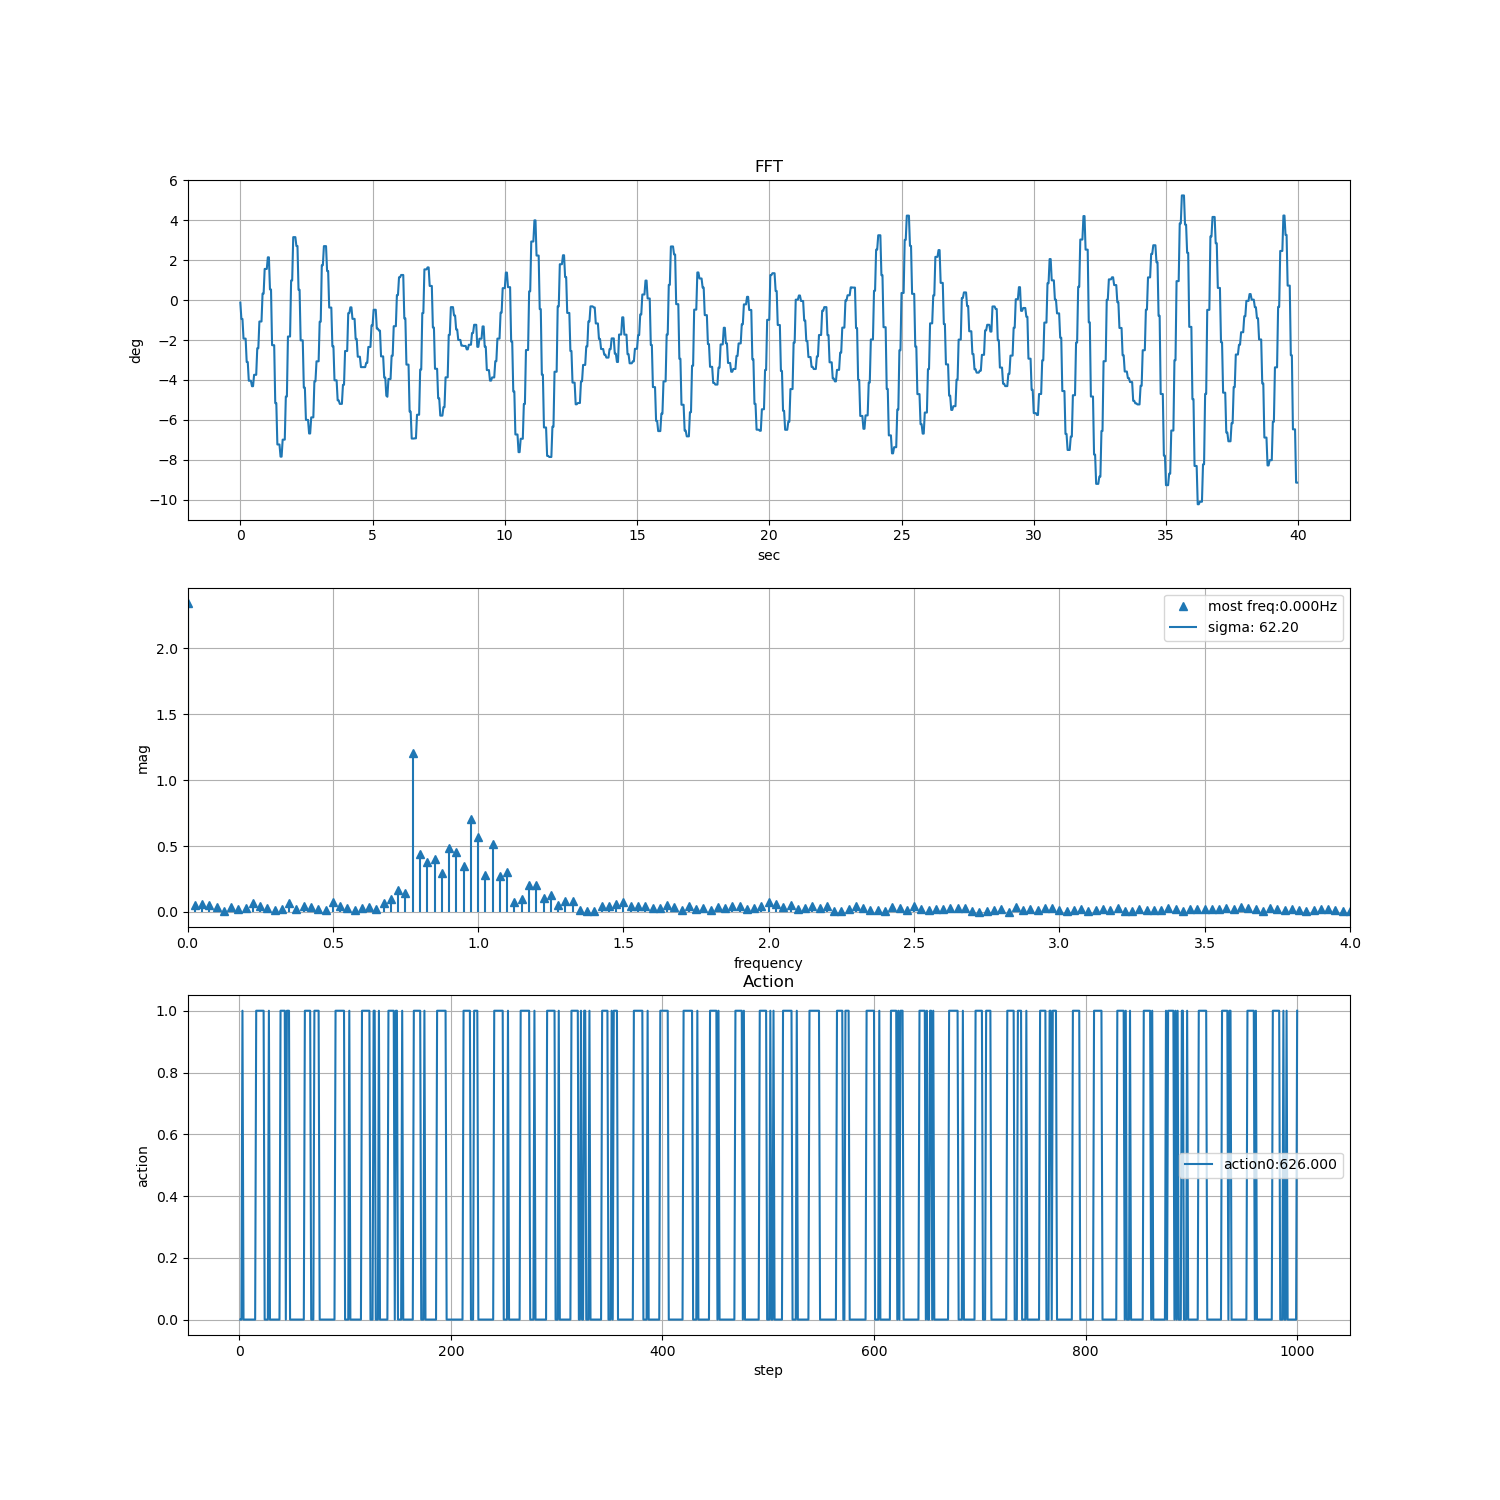 FFT
6
4
2
0
−2
−4
−6
−8
−10
deg
0 5 10 15 20 25 30 35 40
sec
most freq:0.000Hz
sigma: 62.20
2.0
1.5
1.0
0.5
0.0
mag
0.0 0.5 1.0 1.5 2.0 2.5 3.0 3.5 4.0
frequency
Action
1.0
0.8
0.6
0.4
0.2
0.0
action
action0:626.000
0 200 400 600 800 1000
step